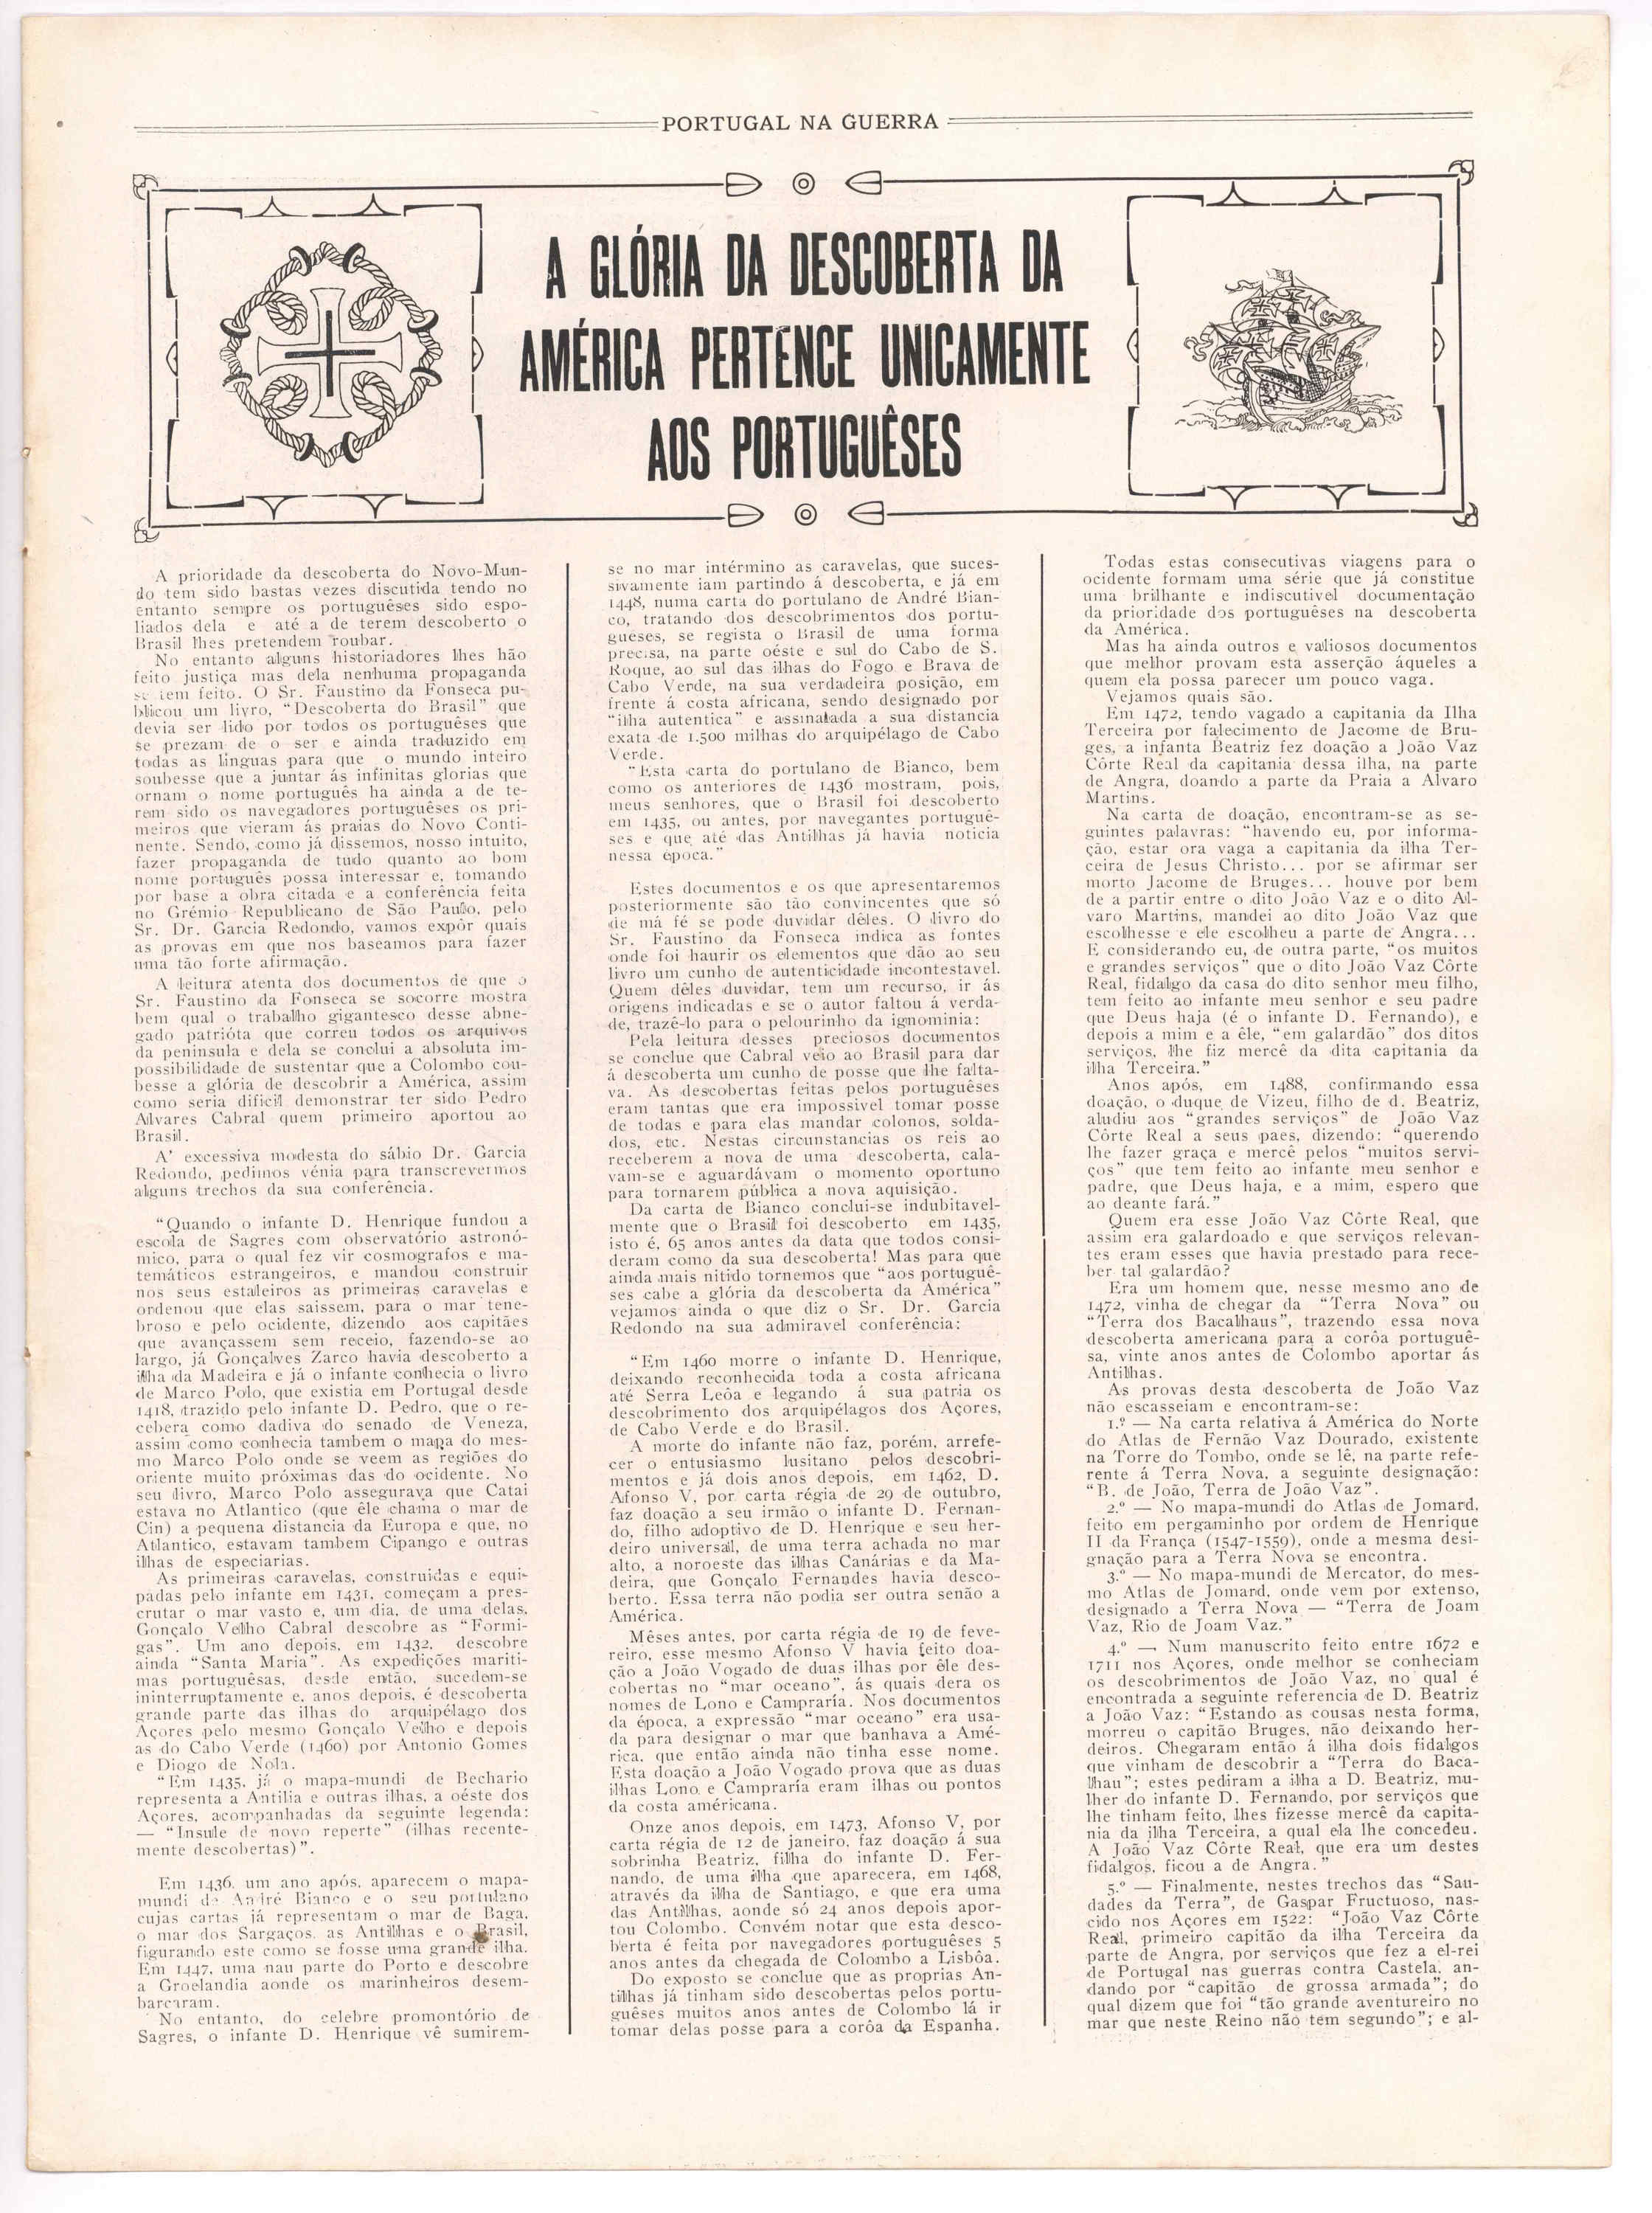 PORTUGAL NA GUERRA
A GLÓRIA DA DESCOBERTA DA
AMÉRICA PERTENCE UNICAMENTE
AOS PORTUGUÊSES
A prioridade da descoberta do Novo-Mun-
do tem sido bastas vezes discutida tendo no
entanto sempre os portuguêses sido espo-
liados dela e até a de terem descoberto o
Brasil lhes pretendem roubar.
No entanto alguns historiadores lhes hão
feito justiça mas dela nenhuma propaganda
se tem feito. O Sr. Faustino da Fonseca pu-
blicou um livro, "Descoberta do Brasil" que
devia ser lido por todos os portuguêses que
se prezam de o ser e ainda traduzido em
todas as linguas para que o mundo inteiro
soubesse que a juntar ás infinitas glorias que
ornam o nome português ha ainda a de te-
rem sido os navegadores portuguêses os pri-
meiros que vieram ás praias do Novo Conti-
nente. Sendo, como já dissemos, nosso intuito,
fazer propaganda de tudo quanto ao bom
nome português possa interessar e, tomando
por base a obra citada e a conferência feita
no Grémio Republicano de São Paulo, pelo
Sr. Dr. Garcia Redondo, vamos expôr quais
as provas em que nos baseamos para fazer
uma tão forte afirmação.
A leitura atenta dos documentos de que o
Sr. Faustino da Fonseca se socorre mostra
bem qual o trabalho gigantesco desse abne-
gado patrióta que correu todos os arquivos
da peninsula e dela se conclui a absoluta im-
possibilidade de sustentar que a Colombo cou-
besse a glória de descobrir a América, assim
como seria dificil demonstrar ter sido Pedro
Alvares Cabral quem primeiro aportou ao
Brasil.
A' excessiva modesta do sábio Dr. Garcia
Redondo, pedimos vénia para transcrevermos
alguns trechos da sua conferência.
"Quando o infante D. Henrique fundou a
escola de Sagres com observatório astronó-
mico, para o qual fez vir cosmografos e ma-
temáticos estrangeiros, e mandou construir
nos seus estaleiros as primeiras caravelas e
ordenou que elas saissem, para o mar tene-
broso e pelo ocidente, dizendo aos capitães
que avançassem sem receio, fazendo-se ao
largo, já Gonçalves Zarco havia descoberto a
ilha da Madeira e já o infante conhecia o livro
de Marco Polo, que existia em Portugal desde
1418, trazido pelo infante D. Pedro, que o re-
cebera como dadiva do senado de Veneza,
assim como conhecia tambem o mapa do mes-
mo Marco Polo onde se veem as regiões do
oriente muito próximas das do ocidente. No
seu livro, Marco Polo assegurava que Catai
estava no Atlantico (que êle chama o mar de
Cin) a pequena distancia da Europa e que, no
Atlantico, estavam tambem Cipango e outras
ilhas de especiarias.
As primeiras caravelas, construidas e equi-
padas pelo infante em 1431, começam a pres-
crutar o mar vasto e, um dia, de uma delas,
Gonçalo Velho Cabral descobre as "Formi-
gas". Um ano depois, em 1432, descobre
ainda "Santa Maria". As expedições mariti-
mas portuguêsas, desde então, sucedem-se
ininterruptamente e, anos depois, é descoberta
grande parte das ilhas do arquipélago dos
Açores pelo mesmo Gonçalo Velho e depois
as do Cabo Verde (1460) por Antonio Gomes
e Diogo de Nola.
"Em 1435, já o mapa-mundi de Bechario
representa a Antilia e outras ilhas, a oéste dos
Açores, acompanhadas da seguinte legenda:
— "Insule de novo reperte" (ilhas recente-
mente descobertas)".
Em 1436, um ano após, aparecem o mapa-
mundi de André Bianco e o seu portulano
cujas cartas já representam o mar de Baga,
o mar dos Sargaços, as Antilhas e o Brasil,
figurando este como se fosse uma grande ilha.
Em 1447, uma nau parte do Porto e descobre
a Groelandia aonde os marinheiros desem-
barcaram.
No entanto, do celebre promontório de
Sagres, o infante D. Henrique vê sumirem-
se no mar intérmino as caravelas, que suces-
sivamente iam partindo á descoberta, e já em
1448, numa carta do portulano de André Bian-
co, tratando dos descobrimentos dos portu-
guêses, se regista o Brasil de uma forma
precisa, na parte oéste e sul do Cabo de S.
Roque, ao sul das ilhas do Fogo e Brava de
Cabo Verde, na sua verdadeira posição, em
frente á costa africana, sendo designado por
"ilha autentica" e assinalada a sua distancia
exata de 1.500 milhas do arquipélago de Cabo
Verde.
"Esta carta do portulano de Bianco, bem
como os anteriores de 1436 mostram, pois,
meus senhores, que o Brasil foi descoberto
em 1435, ou antes, por navegantes portuguê-
ses e que até das Antilhas já havia noticia
nessa época."
Estes documentos e os que apresentaremos
posteriormente são tão convincentes que só
de má fé se pode duvidar dêles. O livro do
Sr. Faustino da Fonseca indica as fontes
onde foi haurir os elementos que dão ao seu
livro um cunho de autenticidade incontestavel.
Quem dêles duvidar, tem um recurso, ir ás
origens indicadas e se o autor faltou á verda-
de, trazê-lo para o pelourinho da ignominia:
Pela leitura desses preciosos documentos
se conclue que Cabral veio ao Brasil para dar
á descoberta um cunho de posse que lhe falta-
va. As descobertas feitas pelos portuguêses
eram tantas que era impossivel tomar posse
de todas e para elas mandar colonos, solda-
dos, etc. Nestas circunstancias os reis ao
receberem a nova de uma descoberta, cala-
vam-se e aguardávam o momento oportuno
para tornarem pública a nova aquisição.
Da carta de Bianco conclui-se indubitavel-
mente que o Brasil foi descoberto em 1435,
isto é, 65 anos antes da data que todos consi-
deram como da sua descoberta! Mas para que
ainda mais nitido tornemos que "aos portuguê-
ses cabe a glória da descoberta da América"
vejamos ainda o que diz o Sr. Dr. Garcia
Redondo na sua admiravel conferência:
"Em 1460 morre o infante D. Henrique,
deixando reconhecida toda a costa africana
até Serra Leôa e legando á sua patria os
descobrimento dos arquipélagos dos Açores,
de Cabo Verde e do Brasil.
A morte do infante não faz, porém, arrefe-
cer o entusiasmo lusitano pelos descobri-
mentos e já dois anos depois, em 1462, D.
Afonso V, por carta régia de 29 de outubro,
faz doação a seu irmão o infante D. Fernan-
do, filho adoptivo de D. Henrique e seu her-
deiro universal, de uma terra achada no mar
alto, a noroeste das ilhas Canárias e da Ma-
deira, que Gonçalo Fernandes havia desco-
berto. Essa terra não podia ser outra senão a
América.
Mêses antes, por carta régia de 19 de feve-
reiro, esse mesmo Afonso V havia feito doa-
ção a João Vogado de duas ilhas por êle des-
cobertas no "mar oceano", ás quais dera os
nomes de Lono e Campraría. Nos documentos
da época, a expressão "mar oceano" era usa-
da para designar o mar que banhava a Amé-
rica, que então ainda não tinha esse nome.
Esta doação a João Vogado prova que as duas
ilhas Lono e Campraría eram ilhas ou pontos
da costa américana.
Onze anos depois, em 1473, Afonso V, por
carta régia de 12 de janeiro, faz doação á sua
sobrinha Beatriz, filha do infante D. Fer-
nando, de uma ilha que aparecera, em 1468,
através da ilha de Santiago, e que era uma
das Antilhas, aonde só 24 anos depois apor-
tou Colombo. Convém notar que esta desco-
berta é feita por navegadores portuguêses 5
anos antes da chegada de Colombo a Lisbôa.
Do exposto se conclue que as proprias An-
tilhas já tinham sido descobertas pelos portu-
guêses muitos anos antes de Colombo lá ir
tomar delas posse para a corôa da Espanha.
Todas estas consecutivas viagens para o
ocidente formam uma série que já constitue
uma brilhante e indiscutivel documentação
da prioridade dos portuguêses na descoberta
da América.
Mas ha ainda outros e valiosos documentos
que melhor provam esta asserção áqueles a
quem ela possa parecer um pouco vaga.
Vejamos quais são.
Em 1472, tendo vagado a capitania da Ilha
Terceira por falecimento de Jacome de Bru-
ges, a infanta Beatriz fez doação a João Vaz
Côrte Real da capitania dessa ilha, na parte
de Angra, doando a parte da Praia a Alvaro
Martins.
Na carta de doação, encontram-se as se-
guintes palavras: "havendo eu, por informa-
ção, estar ora vaga a capitania da ilha Ter-
ceira de Jesus Christo... por se afirmar ser
morto Jacome de Bruges... houve por bem
de a partir entre o dito João Vaz e o dito Al-
varo Martins, mandei ao dito João Vaz que
escolhesse e ele escolheu a parte de Angra...
E considerando eu, de outra parte, "os muitos
e grandes serviços" que o dito João Vaz Côrte
Real, fidalgo da casa do dito senhor meu filho,
tem feito ao infante meu senhor e seu padre
que Deus haja (é o infante D. Fernando), e
depois a mim e a êle, "em galardão" dos ditos
serviços, lhe fiz mercê da dita capitania da
ilha Terceira."
Anos após, em 1488, confirmando essa
doação, o duque de Vizeu, filho de d. Beatriz,
aludiu aos "grandes serviços" de João Vaz
Côrte Real a seus paes, dizendo: "querendo
lhe fazer graça e mercê pelos "muitos servi-
ços" que tem feito ao infante meu senhor e
padre, que Deus haja, e a mim, espero que
ao deante fará."
Quem era esse João Vaz Côrte Real, que
assim era galardoado e que serviços relevan-
tes eram esses que havia prestado para rece-
ber tal galardão?
Era um homem que, nesse mesmo ano de
1472, vinha de chegar da "Terra Nova" ou
"Terra dos Bacalhaus", trazendo essa nova
descoberta americana para a corôa portuguê-
sa, vinte anos antes de Colombo aportar ás
Antilhas.
As provas desta descoberta de João Vaz
não escasseiam e encontram-se:
1.º — Na carta relativa á América do Norte
do Atlas de Fernão Vaz Dourado, existente
na Torre do Tombo, onde se lê, na parte refe-
rente á Terra Nova, a seguinte designação:
"B. de João, Terra de João Vaz".
2.º — No mapa-mundi do Atlas de Jomard,
feito em pergaminho por ordem de Henrique
II da França (1547-1559), onde a mesma desi-
gnação para a Terra Nova se encontra.
3.º — No mapa-mundi de Mercator, do mes-
mo Atlas de Jomard, onde vem por extenso,
designado a Terra Nova — "Terra de Joam
Vaz, Rio de Joam Vaz."
4.º — Num manuscrito feito entre 1672 e
1711 nos Açores, onde melhor se conheciam
os descobrimentos de João Vaz, no qual é
encontrada a seguinte referencia de D. Beatriz
a João Vaz: "Estando as cousas nesta forma,
morreu o capitão Bruges, não deixando her-
deiros. Chegaram então á ilha dois fidalgos
que vinham de descobrir a "Terra do Baca-
lhau"; estes pediram a ilha a D. Beatriz, mu-
lher do infante D. Fernando, por serviços que
lhe tinham feito, lhes fizesse mercê da capita-
nia da ilha Terceira, a qual ela lhe concedeu.
A João Vaz Côrte Real, que era um destes
fidalgos, ficou a de Angra."
5.º — Finalmente, nestes trechos das "Sau-
dades da Terra", de Gaspar Fructuoso, nas-
cido nos Açores em 1522: "João Vaz Côrte
Real, primeiro capitão da ilha Terceira da
parte de Angra, por serviços que fez a el-rei
de Portugal nas guerras contra Castela, an-
dando por "capitão de grossa armada"; do
qual dizem que foi "tão grande aventureiro no
mar que neste Reino não tem segundo"; e al-